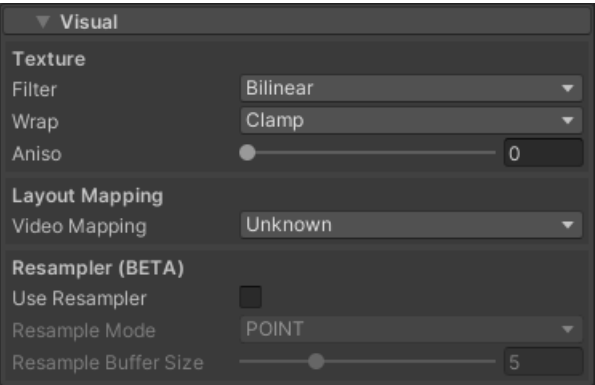 Visual
Texture
Filter Bilinear
Wrap Clamp
Aniso 0
Layout Mapping
Video Mapping Unknown
Resampler (BETA)
Use Resampler
Resample Mode POINT
Resample Buffer Size 5